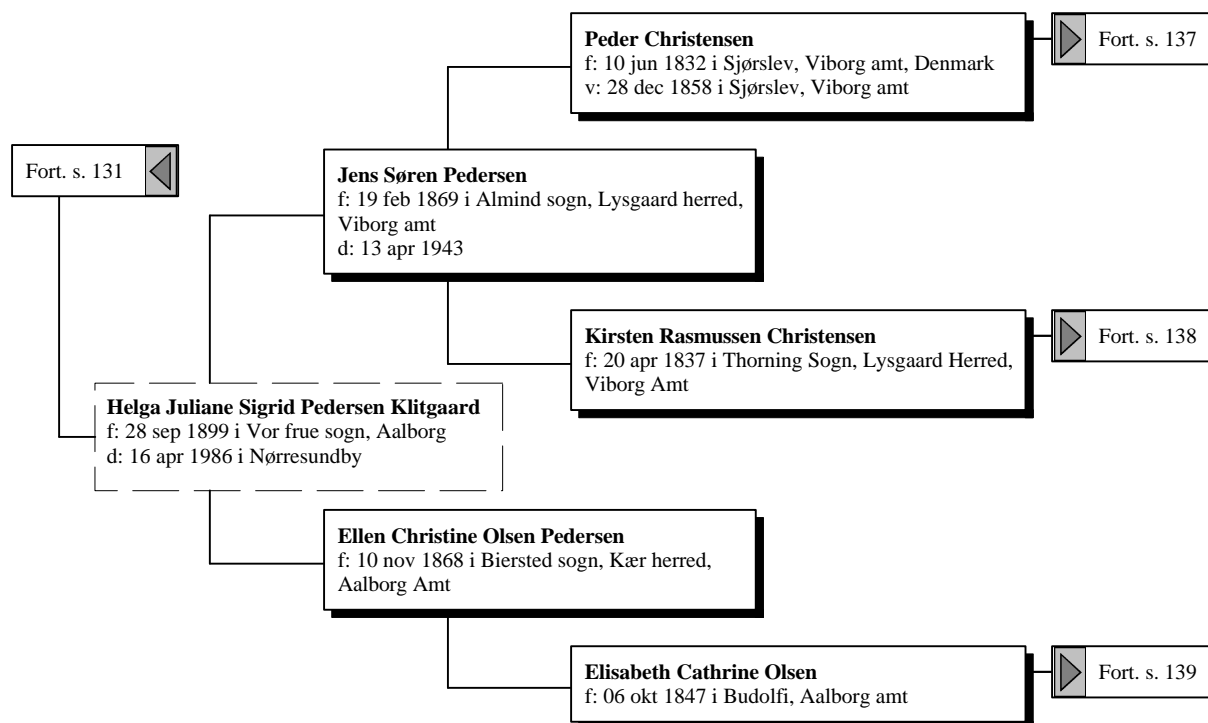 Peder Christensen
f: 10 jun 1832 i Sjørslev, Viborg amt, Denmark
v: 28 dec 1858 i Sjørslev, Viborg amt
Fort. s. 137
Fort. s. 131
Jens Søren Pedersen
f: 19 feb 1869 i Almind sogn, Lysgaard herred,
Viborg amt
d: 13 apr 1943
Kirsten Rasmussen Christensen
f: 20 apr 1837 i Thorning Sogn, Lysgaard Herred,
Viborg Amt
Fort. s. 138
Helga Juliane Sigrid Pedersen Klitgaard
f: 28 sep 1899 i Vor frue sogn, Aalborg
d: 16 apr 1986 i Nørresundby
Ellen Christine Olsen Pedersen
f: 10 nov 1868 i Biersted sogn, Kær herred,
Aalborg Amt
Elisabeth Cathrine Olsen
f: 06 okt 1847 i Budolfi, Aalborg amt
Fort. s. 139